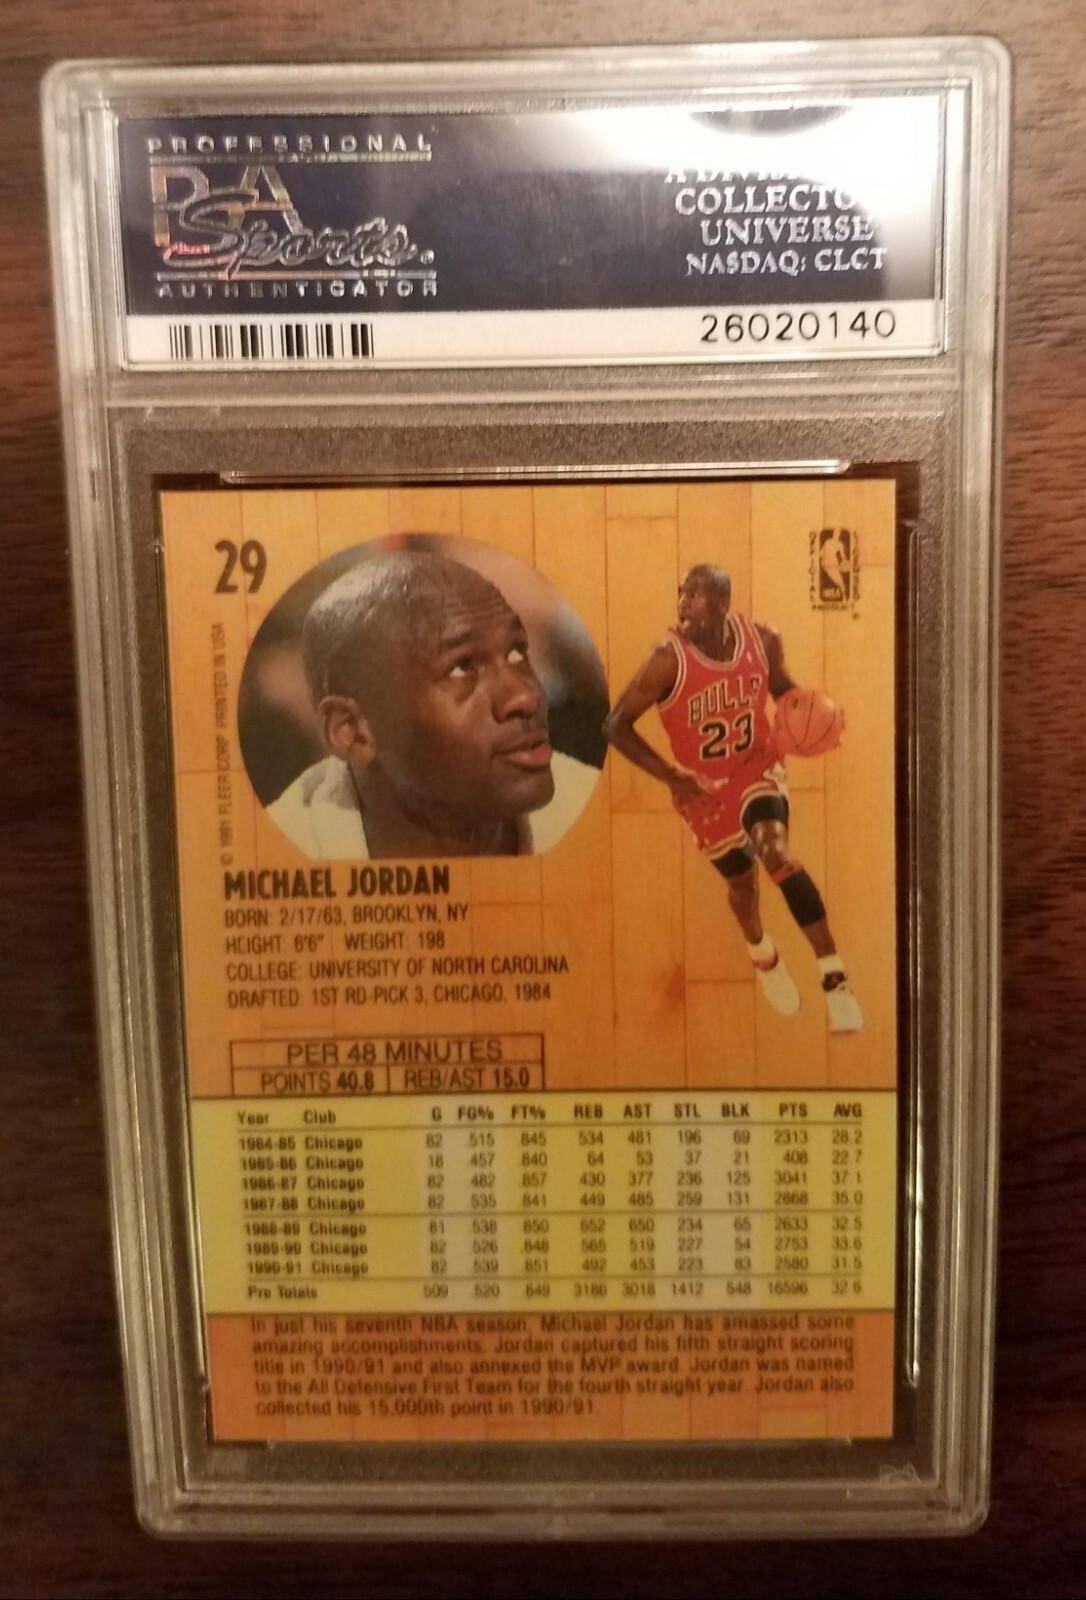 PROFESSIONAL
PSA
Sports
AUTHENTICATOR
COLLECTO
UNIVERSE
NASDAQ: CLCT
26020140
29
OFFICIAL LICENSED
NBA
PRODUCT
© 1991 FLEER CORP PRINTED IN USA
BULLS
23
MICHAEL JORDAN
BORN: 2/17/63, BROOKLYN, NY
HEIGHT: 6'6" WEIGHT: 198
COLLEGE: UNIVERSITY OF NORTH CAROLINA
DRAFTED: 1ST RD-PICK 3, CHICAGO, 1984
PER 48 MINUTES
POINTS 40.8 REB/AST 15.0
Year Club G FG% FT% REB AST STL BLK PTS AVG
1984-85 Chicago 82 .515 .845 534 481 196 69 2313 28.2
1985-86 Chicago 18 .457 .840 64 53 37 21 408 22.7
1986-87 Chicago 82 .482 .857 430 377 236 125 3041 37.1
1987-88 Chicago 82 .535 .841 449 485 259 131 2868 35.0
1988-89 Chicago 81 .538 .850 652 650 234 65 2633 32.5
1989-90 Chicago 82 .526 .848 565 519 227 54 2753 33.6
1990-91 Chicago 82 .539 .851 492 453 223 83 2580 31.5
Pro Totals 509 .520 .849 3186 3018 1412 548 16596 32.6
In just his seventh NBA season, Michael Jordan has amassed some
amazing accomplishments. Jordan captured his fifth straight scoring
title in 1990/91 and also annexed the MVP award. Jordan was named
to the All Defensive First Team for the fourth straight year. Jordan also
collected his 15,000th point in 1990/91.
PSA